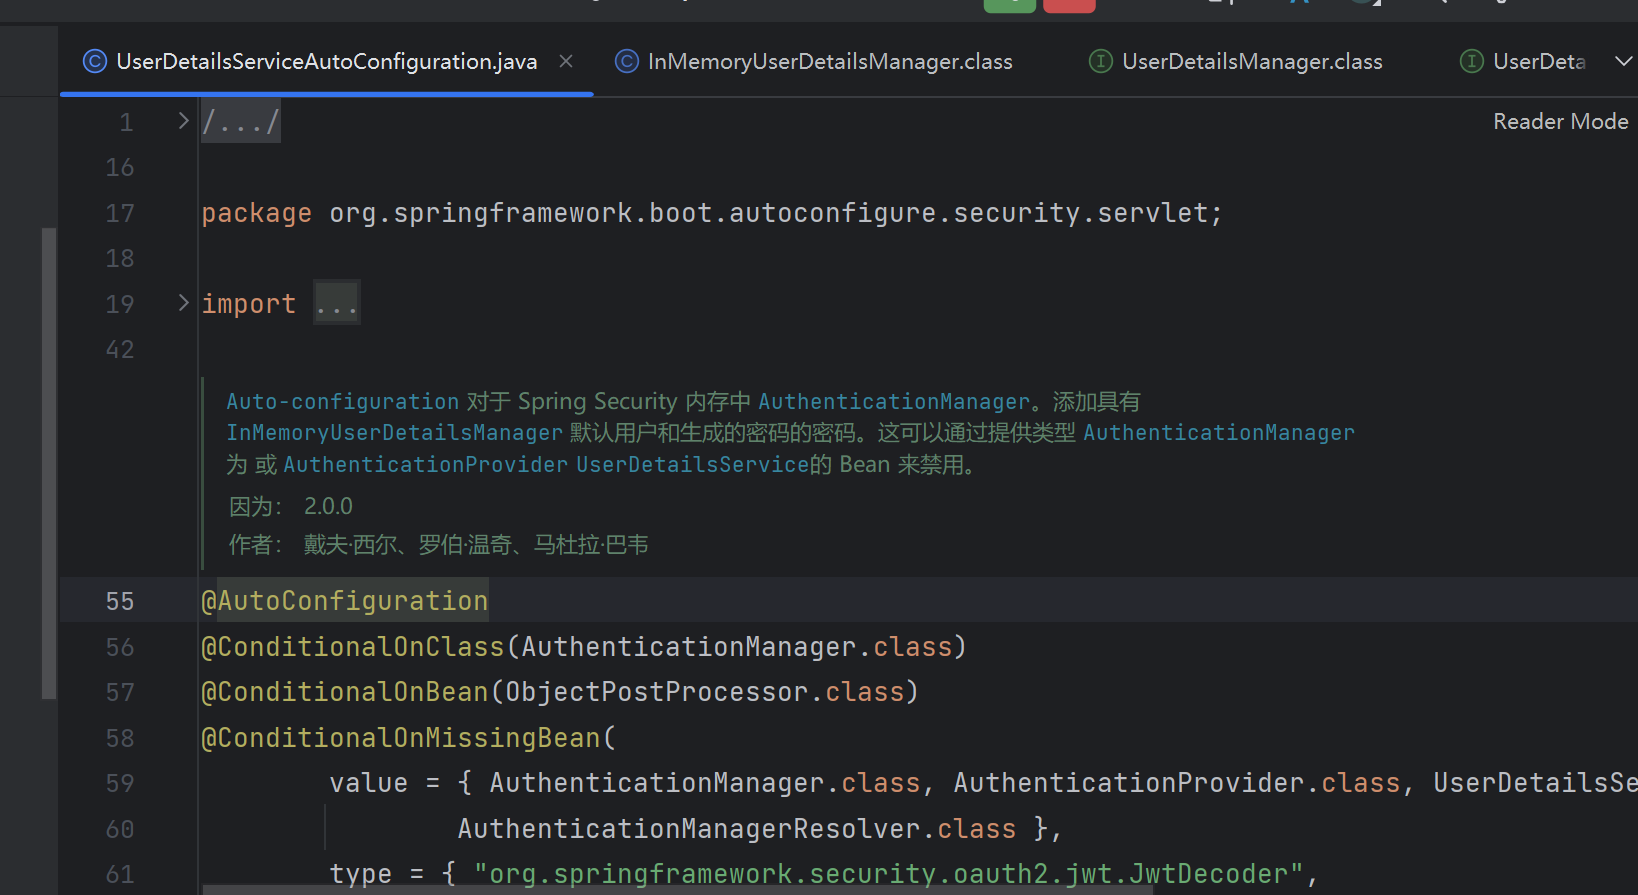 UserDetailsServiceAutoConfiguration.java InMemoryUserDetailsManager.class UserDetailsManager.class UserDeta
1 /.../ Reader Mode
16
17 package org.springframework.boot.autoconfigure.security.servlet;
18
19 import ...
42
Auto-configuration 对于 Spring Security 内存中 AuthenticationManager。添加具有
InMemoryUserDetailsManager 默认用户和生成的密码的密码。这可以通过提供类型 AuthenticationManager
为 或 AuthenticationProvider UserDetailsService的 Bean 来禁用。
因为： 2.0.0
作者： 戴夫·西尔、罗伯·温奇、马杜拉·巴韦
55 @AutoConfiguration
56 @ConditionalOnClass(AuthenticationManager.class)
57 @ConditionalOnBean(ObjectPostProcessor.class)
58 @ConditionalOnMissingBean(
59 value = { AuthenticationManager.class, AuthenticationProvider.class, UserDetailsSe
60 AuthenticationManagerResolver.class },
61 type = { "org.springframework.security.oauth2.jwt.JwtDecoder",